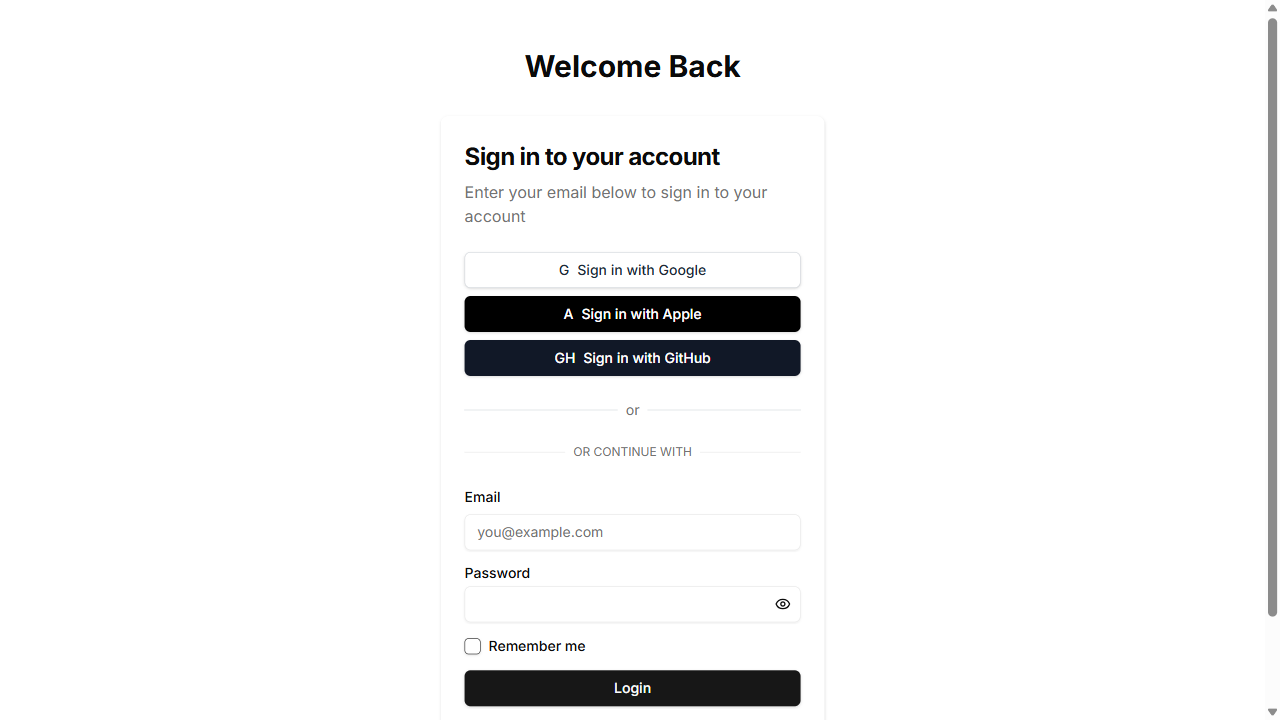 Welcome Back
Sign in to your account
Enter your email below to sign in to your
account
G Sign in with Google
A Sign in with Apple
GH Sign in with GitHub
or
OR CONTINUE WITH
Email
you@example.com
Password
Remember me
Login